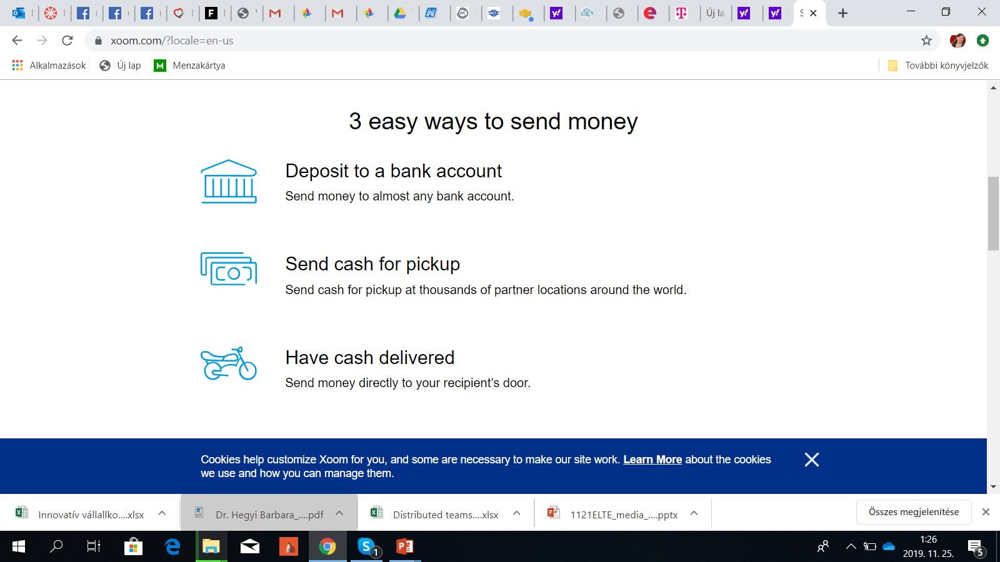 Új la
xoom.com/?locale=en-us
Alkalmazások
Új lap
Menzakártya
További könyvjelzők
3 easy ways to send money
Deposit to a bank account
Send money to almost any bank account.
Send cash for pickup
Send cash for pickup at thousands of partner locations around the world.
Have cash delivered
Send money directly to your recipient's door.
Cookies help customize Xoom for you, and some are necessary to make our site work. Learn More about the cookies
we use and how you can manage them.
Innovatív vállallko....xlsx
Dr. Hegyi Barbara_....pdf
Distributed teams....xlsx
1121ELTE_media_....pptx
Összes megjelenítése
1:26
2019. 11. 25.
1
5